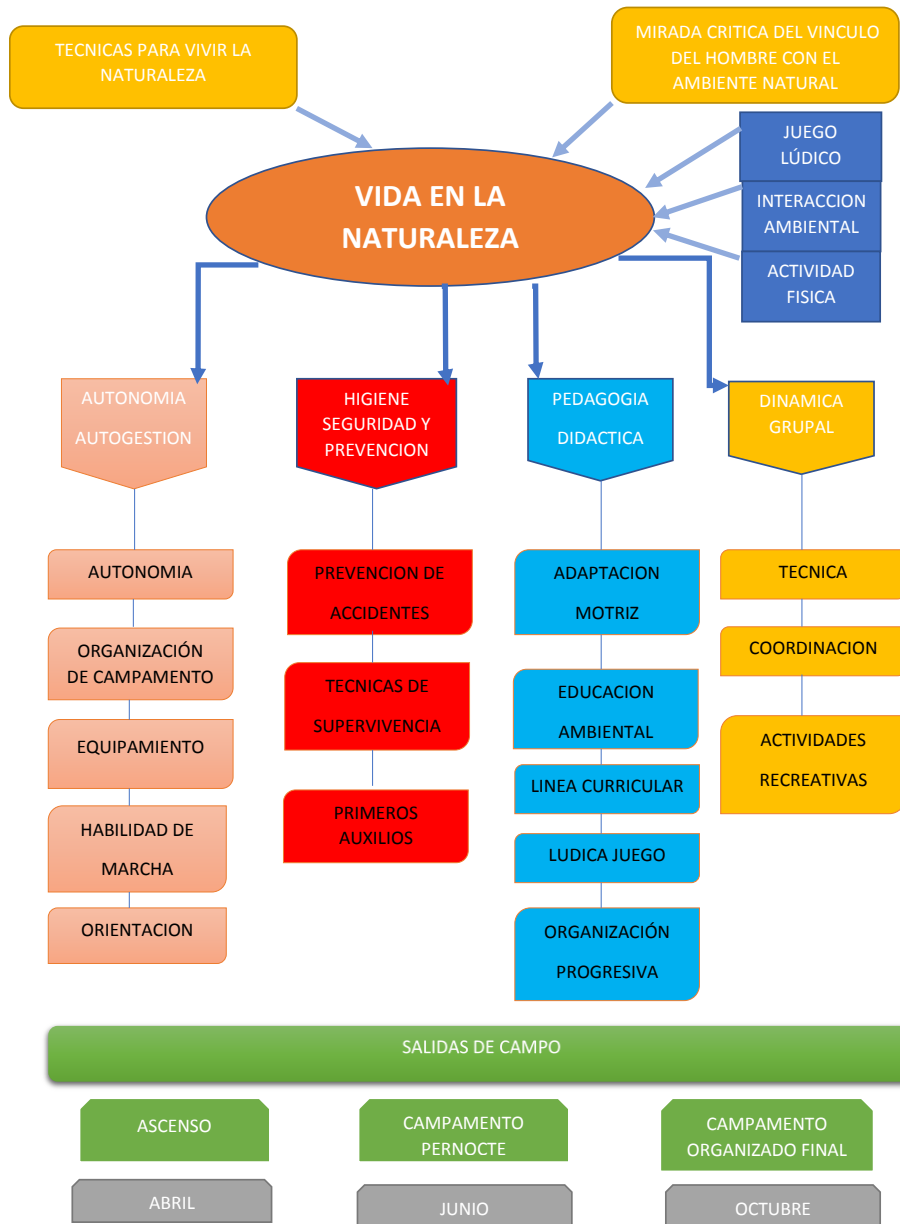 TECNICAS PARA VIVIR LA
NATURALEZA
MIRADA CRITICA DEL VINCULO
DEL HOMBRE CON EL
AMBIENTE NATURAL
JUEGO
LÚDICO
INTERACCION
AMBIENTAL
ACTIVIDAD
FISICA
VIDA EN LA
NATURALEZA
AUTONOMIA
AUTOGESTION
HIGIENE
SEGURIDAD Y
PREVENCION
PEDAGOGIA
DIDACTICA
DINAMICA
GRUPAL
AUTONOMIA
ORGANIZACIÓN
DE CAMPAMENTO
EQUIPAMIENTO
HABILIDAD DE
MARCHA
ORIENTACION
PREVENCION DE
ACCIDENTES
TECNICAS DE
SUPERVIVENCIA
PRIMEROS
AUXILIOS
ADAPTACION
MOTRIZ
EDUCACION
AMBIENTAL
LINEA CURRICULAR
LUDICA JUEGO
ORGANIZACIÓN
PROGRESIVA
TECNICA
COORDINACION
ACTIVIDADES
RECREATIVAS
SALIDAS DE CAMPO
ASCENSO
CAMPAMENTO
PERNOCTE
CAMPAMENTO
ORGANIZADO FINAL
ABRIL
JUNIO
OCTUBRE